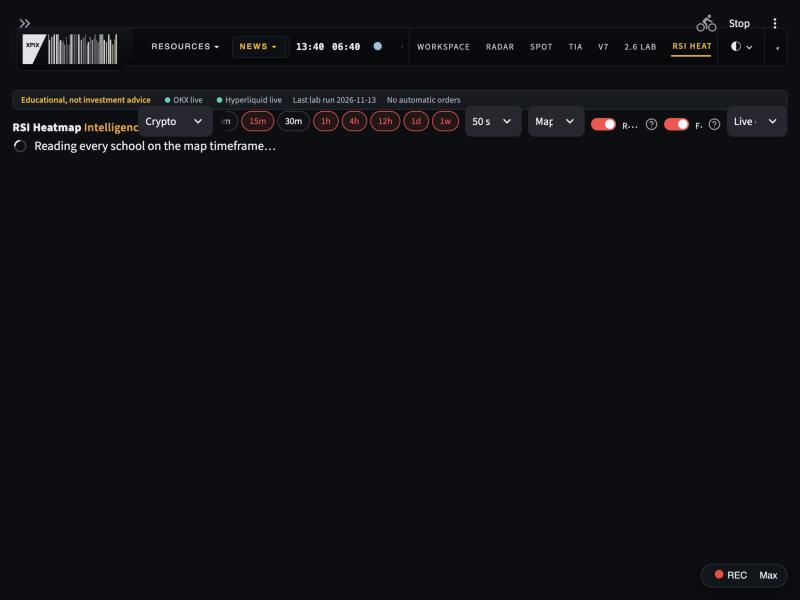 Stop
XPIX
RESOURCES NEWS 13:40 06:40 WORKSPACE RADAR SPOT TIA V7 2.6 LAB RSI HEAT
Educational, not investment advice OKX live Hyperliquid live Last lab run 2026-11-13 No automatic orders
RSI Heatmap Intelligenc Crypto m 15m 30m 1h 4h 12h 1d 1w 50 s Map R... ? F. ? Live
Reading every school on the map timeframe...
REC Max